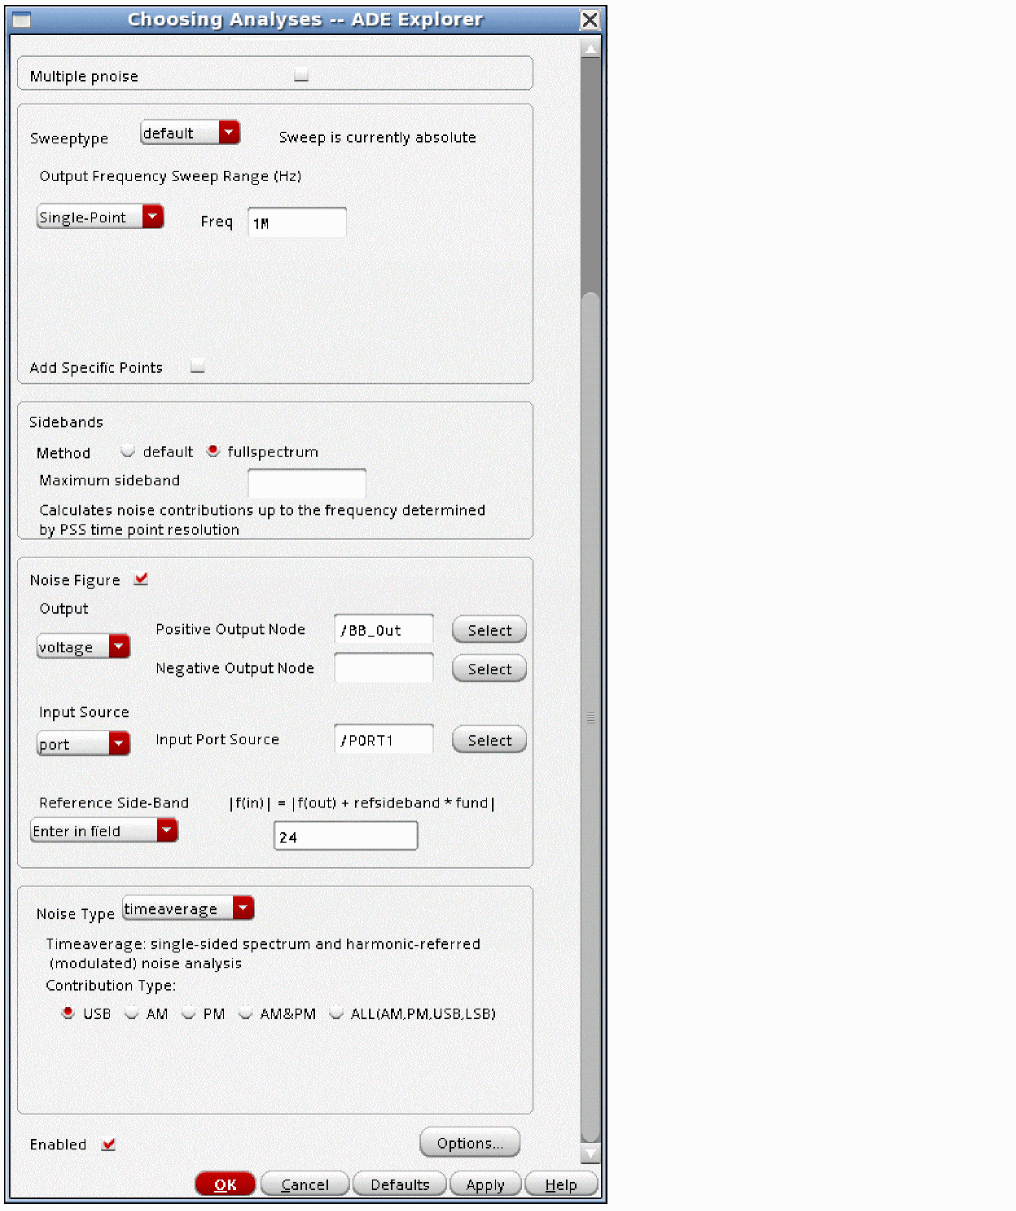 Choosing Analyses -- ADE Explorer
Multiple pnoise
Sweeptype default Sweep is currently absolute
Output Frequency Sweep Range (Hz)
Single-Point Freq 1M
Add Specific Points
Sidebands
Method default fullspectrum
Maximum sideband
Calculates noise contributions up to the frequency determined
by PSS time point resolution
Noise Figure
Output
voltage Positive Output Node /BB_Out Select
Negative Output Node Select
Input Source
port Input Port Source /PORT1 Select
Reference Side-Band |f(in)| = |f(out) + refsideband * fund|
Enter in field 24
Noise Type timeaverage
Timeaverage: single-sided spectrum and harmonic-referred
(modulated) noise analysis
Contribution Type:
USB AM PM AM&PM ALL(AM,PM,USB,LSB)
Enabled Options...
OK Cancel Defaults Apply Help